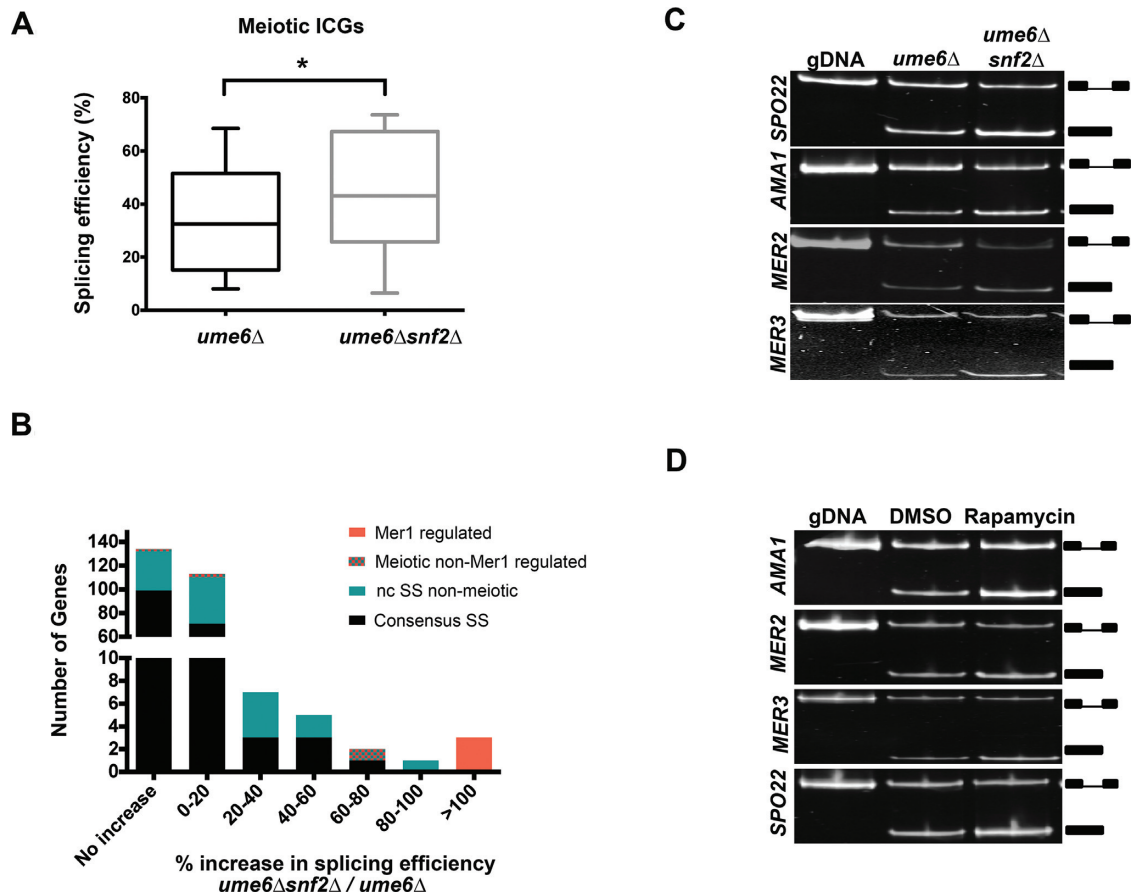 A
Meiotic ICGs
*
Splicing efficiency (%)
80
60
40
20
0
ume6Δ
ume6Δsnf2Δ
B
Number of Genes
140
120
100
80
60
10
8
6
4
2
0
Mer1 regulated
Meiotic non-Mer1 regulated
nc SS non-meiotic
Consensus SS
No increase
0-20
20-40
40-60
60-80
80-100
>100
% increase in splicing efficiency
ume6Δsnf2Δ / ume6Δ
C
gDNA
ume6Δ
ume6Δ
snf2Δ
SPO22
AMA1
MER2
MER3
D
gDNA
DMSO
Rapamycin
AMA1
MER2
MER3
SPO22